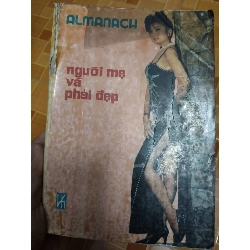 ALMANACH
người mẹ
và
phái đẹp